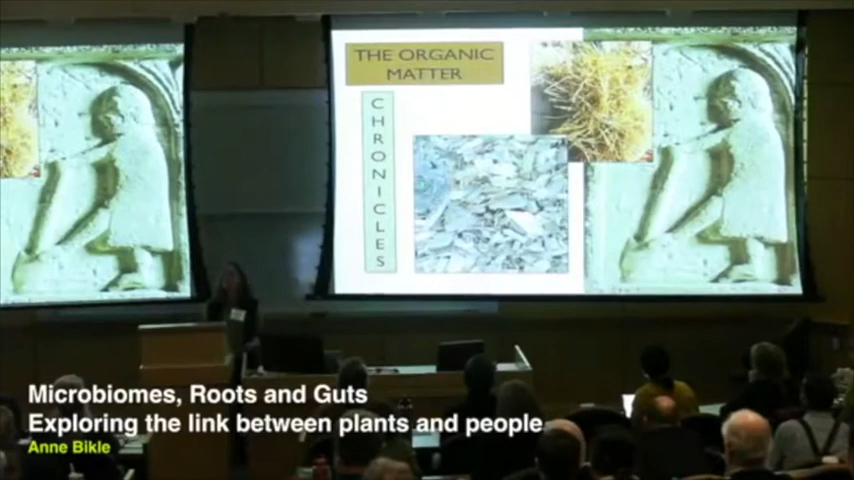 THE ORGANIC
MATTER
CHRONICLES
Microbiomes, Roots and Guts
Exploring the link between plants and people
Anne Bikle